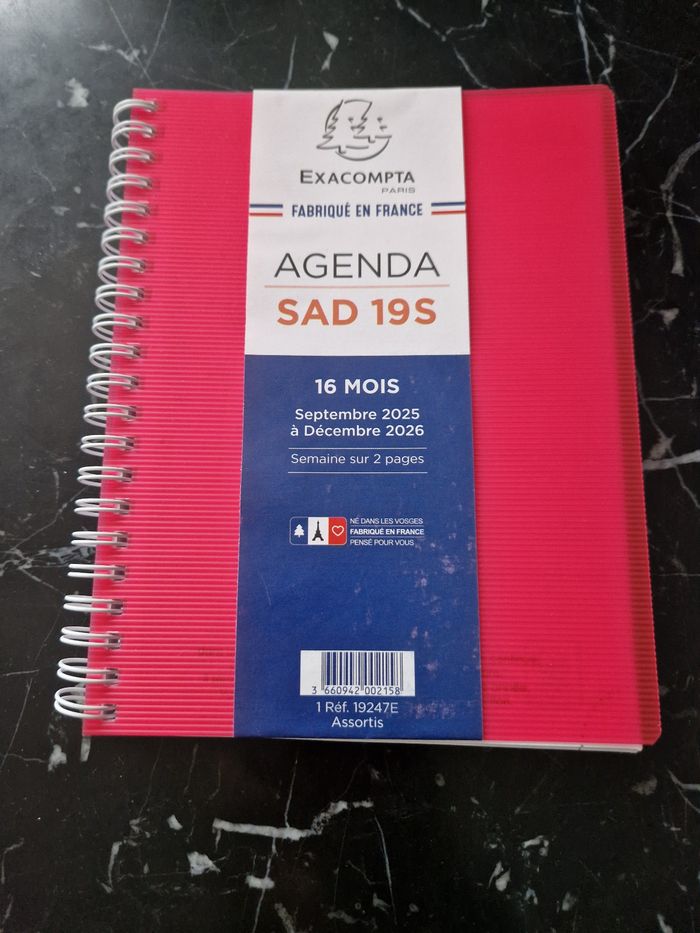 EXACOMPTA
PARIS
FABRIQUÉ EN FRANCE
AGENDA
SAD 19S
16 MOIS
Septembre 2025
à Décembre 2026
Semaine sur 2 pages
NÉ DANS LES VOSGES
FABRIQUÉ EN FRANCE
PENSÉ POUR VOUS
3 660942 002158
1 Réf. 19247E
Assortis